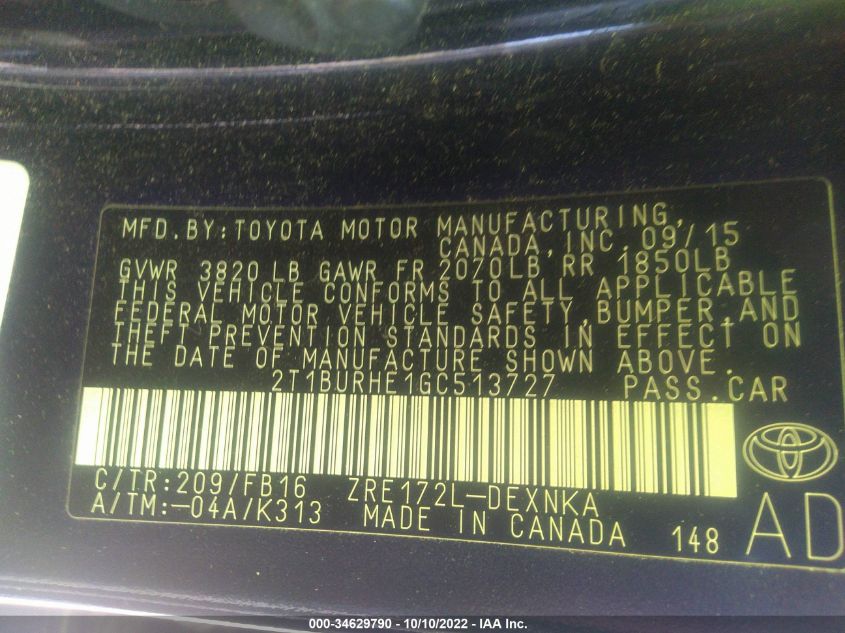 MFD.BY:TOYOTA MOTOR MANUFACTURING,
CANADA,INC. 09/15
GVWR 3820 LB GAWR FR 2070LB RR 1850LB
THIS VEHICLE CONFORMS TO ALL APPLICABLE
FEDERAL MOTOR VEHICLE SAFETY,BUMPER,AND
THEFT PREVENTION STANDARDS IN EFFECT ON
THE DATE OF MANUFACTURE SHOWN ABOVE.
2T1BURHE1GC513727 PASS.CAR
C/TR:209/FB16 ZRE172L-DEXNKA
A/TM:-04A/K313 MADE IN CANADA 148 AD
000-34629790 - 10/10/2022 - IAA Inc.